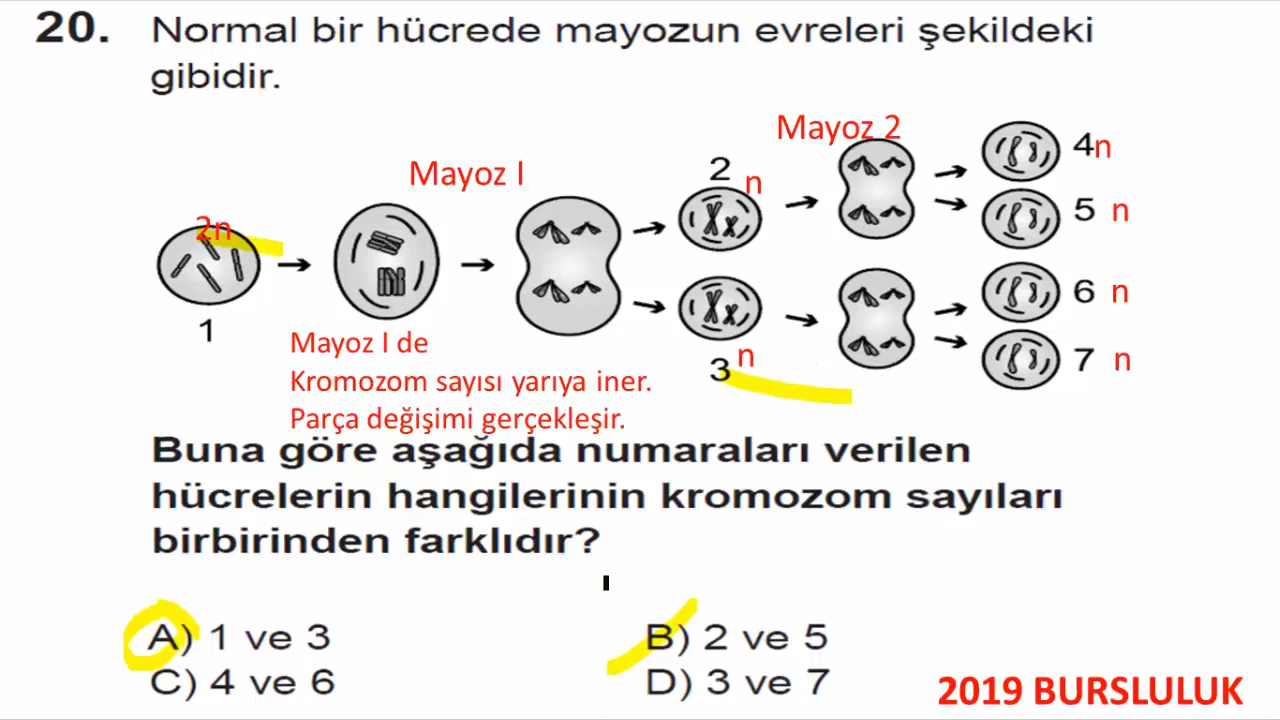 20. Normal bir hücrede mayozun evreleri şekildeki
gibidir.
Mayoz 2
Mayoz I
2n
1
2 n
3 n
4n
5 n
6 n
7 n
Mayoz I de
Kromozom sayısı yarıya iner.
Parça değişimi gerçekleşir.
Buna göre aşağıda numaraları verilen
hücrelerin hangilerinin kromozom sayıları
birbirinden farklıdır?
A) 1 ve 3
B) 2 ve 5
C) 4 ve 6
D) 3 ve 7
2019 BURSLULUK